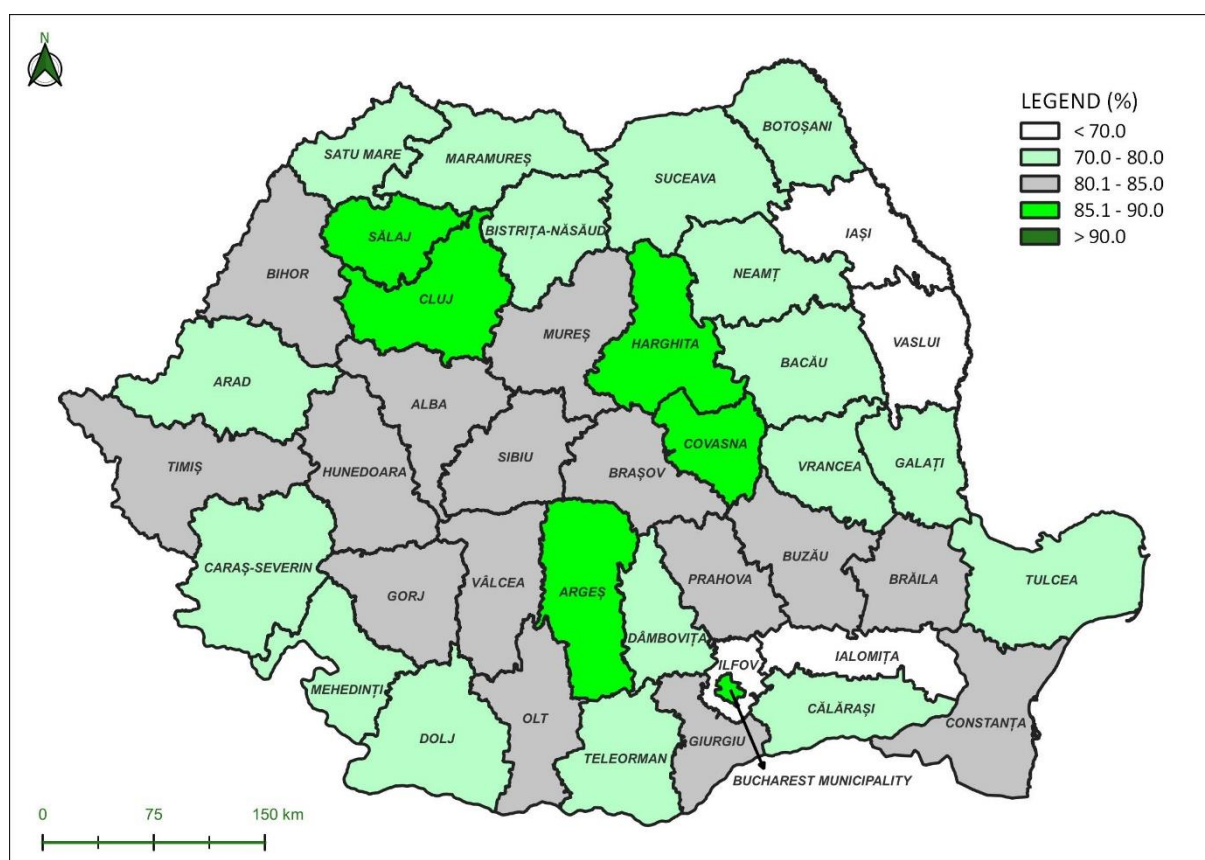 N
LEGEND (%)
< 70.0
70.0 - 80.0
80.1 - 85.0
85.1 - 90.0
> 90.0
BOTOȘANI
SATU MARE
MARAMUREȘ
SUCEAVA
SĂLAJ
BISTRIȚA-NĂSĂUD
IAȘI
BIHOR
NEAMȚ
CLUJ
MUREȘ
HARGHITA
VASLUI
BACĂU
ARAD
ALBA
COVASNA
SIBIU
TIMIȘ
HUNEDOARA
BRAȘOV
VRANCEA
GALAȚI
BUZĂU
CARAȘ-SEVERIN
GORJ
VÂLCEA
ARGEȘ
PRAHOVA
BRĂILA
TULCEA
DÂMBOVIȚA
ILFOV
IALOMIȚA
MEHEDINȚI
CĂLĂRAȘI
OLT
CONSTANȚA
DOLJ
GIURGIU
TELEORMAN
BUCHAREST MUNICIPALITY
0 75 150 km